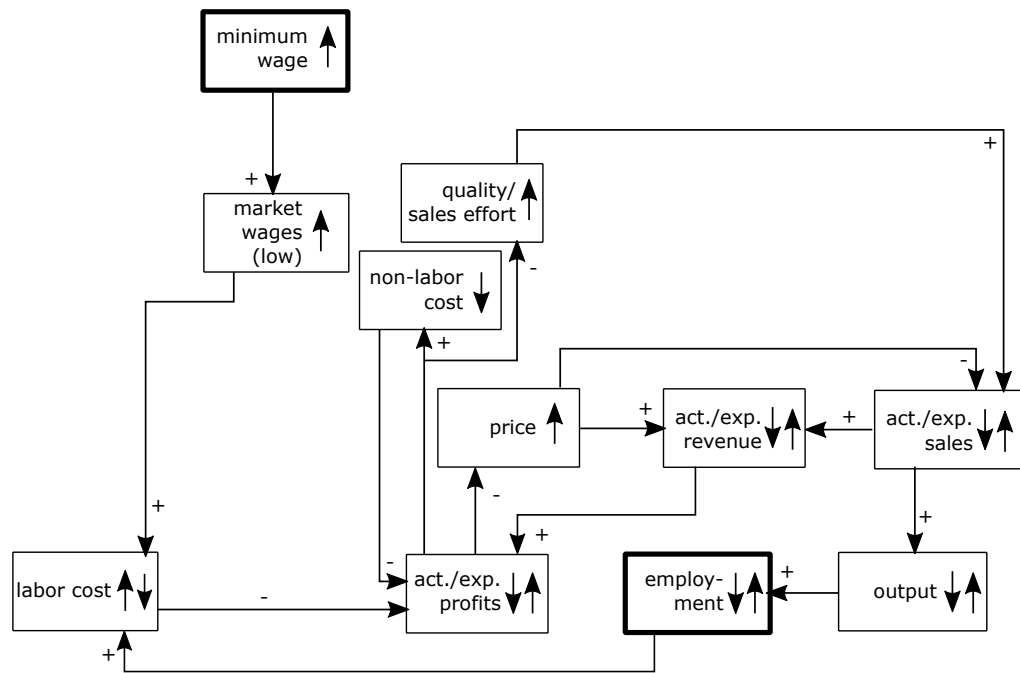 minimum
wage
+
+
quality/
sales effort
market
wages
(low)
-
non-labor
cost
+
-
price
+
act./exp.
revenue
+
act./exp.
sales
-
+
+
+
-
labor cost
-
act./exp.
profits
employ-
ment
+
output
+